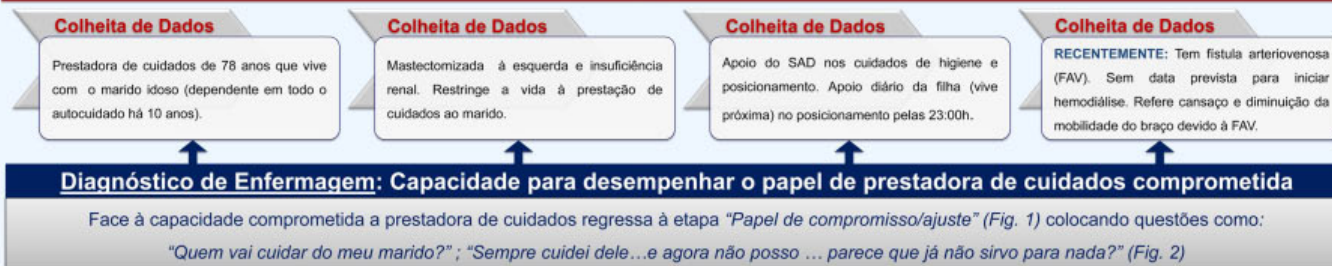 Colheita de Dados
Prestadora de cuidados de 78 anos que vive
com o marido idoso (dependente em todo o
autocuidado há 10 anos).
Colheita de Dados
Mastectomizada à esquerda e insuficiência
renal. Restringe a vida à prestação de
cuidados ao marido.
Colheita de Dados
Apoio do SAD nos cuidados de higiene e
posicionamento. Apoio diário da filha (vive
próxima) no posicionamento pelas 23:00h.
Colheita de Dados
RECENTEMENTE: Tem fistula arteriovenosa
(FAV). Sem data prevista para iniciar
hemodiálise. Refere cansaço e diminuição da
mobilidade do braço devido à FAV.
Diagnóstico de Enfermagem: Capacidade para desempenhar o papel de prestadora de cuidados comprometida
Face à capacidade comprometida a prestadora de cuidados regressa à etapa “Papel de compromisso/ajuste” (Fig. 1) colocando questões como:
“Quem vai cuidar do meu marido?” ; “Sempre cuidei dele…e agora não posso … parece que já não sirvo para nada?” (Fig. 2)